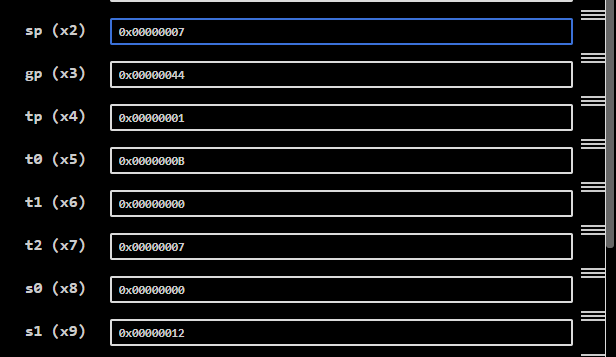 sp (x2) 0x00000007
gp (x3) 0x00000044
tp (x4) 0x00000001
t0 (x5) 0x0000000B
t1 (x6) 0x00000000
t2 (x7) 0x00000007
s0 (x8) 0x00000000
s1 (x9) 0x00000012